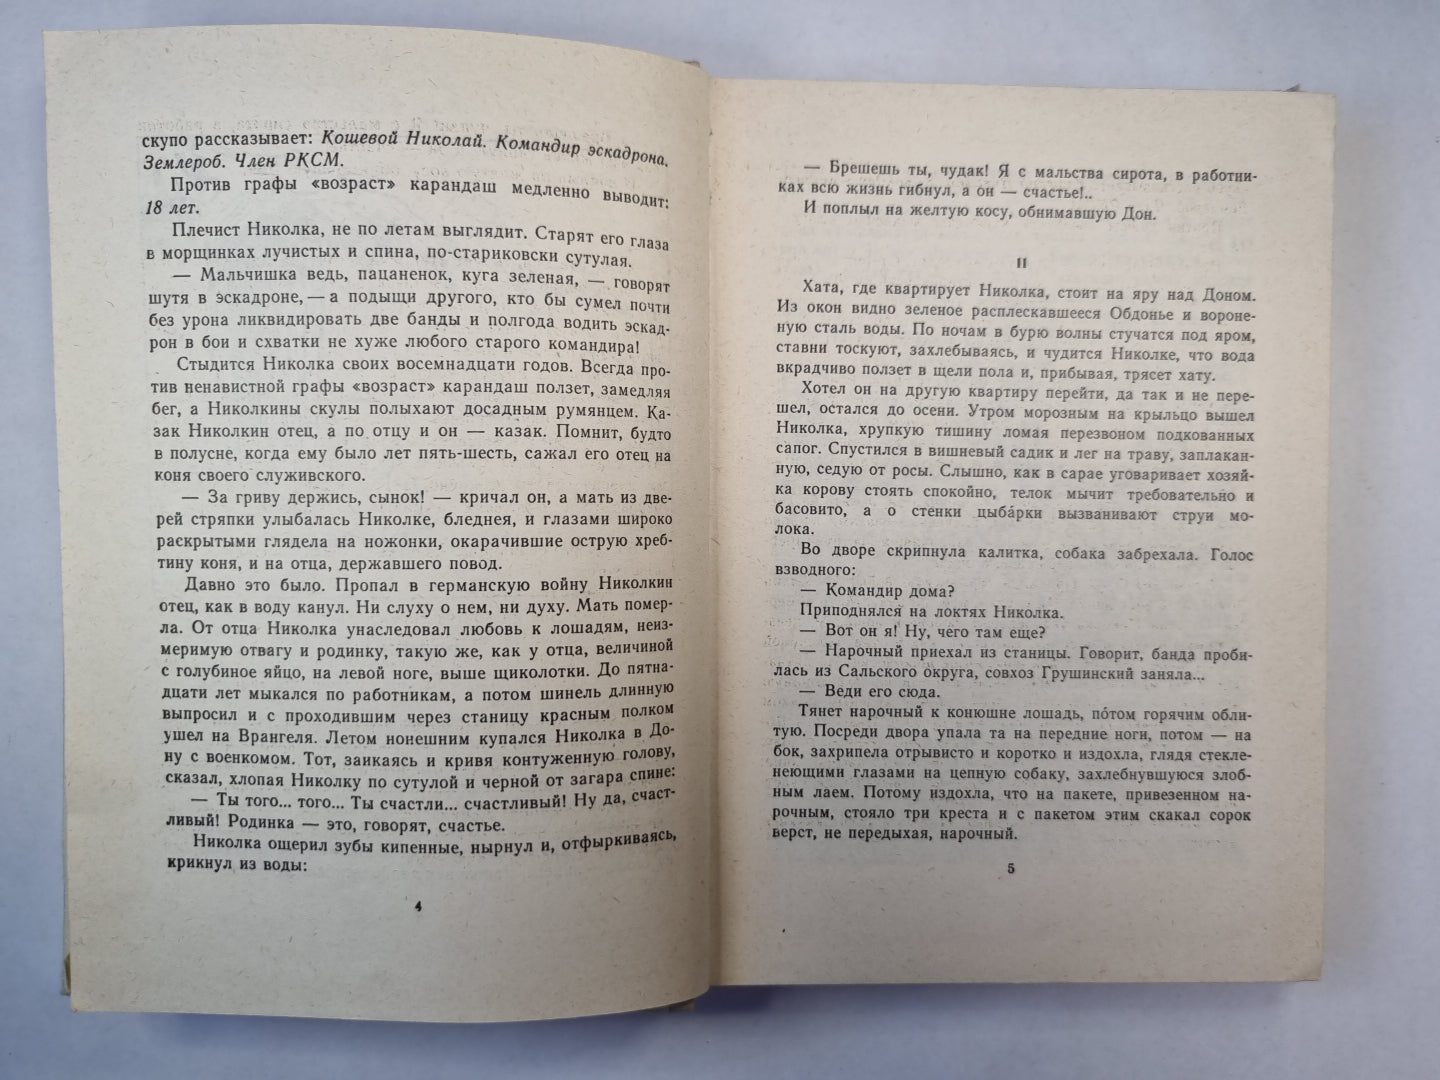 скупо рассказывает: Кошевой Николай. Командир эскадрона.
Землероб. Член РКСМ.
Против графы «возраст» карандаш медленно выводит:
18 лет.
Плечист Николка, не по летам выглядит. Старят его глаза
в морщинках лучистых и спина, по-стариковски сутулая.
— Мальчишка ведь, пацаненок, куга зеленая, — говорят
шутя в эскадроне, — а подыщи другого, кто бы сумел почти
без урона ликвидировать две банды и полгода водить эскад-
рон в бои и схватки не хуже любого старого командира!
Стыдится Николка своих восемнадцати годов. Всегда про-
тив ненавистной графы «возраст» карандаш ползет, замедляя
бег, а Николкины скулы полыхают досадным румянцем. Ка-
зак Николкин отец, а по отцу и он — казак. Помнит, будто
в полусне, когда ему было лет пять-шесть, сажал его отец на
коня своего служивского.
— За гриву держись, сынок! — кричал он, а мать из две-
рей стряпки улыбалась Николке, бледнея, и глазами широко
раскрытыми глядела на ножонки, окарачившие острую хреб-
тину коня, и на отца, державшего повод.
Давно это было. Пропал в германскую войну Николкин
отец, как в воду канул. Ни слуху о нем, ни духу. Мать помер-
ла. От отца Николка унаследовал любовь к лошадям, неиз-
меримую отвагу и родинку, такую же, как у отца, величиной
с голубиное яйцо, на левой ноге, выше щиколотки. До пятна-
дцати лет мыкался по работникам, а потом шинель длинную
выпросил и с проходившим через станицу красным полком
ушел на Врангеля. Летом нонешним купался Николка в До-
ну с военкомом. Тот, заикаясь и кривя контуженную голову,
сказал, хлопая Николку по сутулой и черной от загара спине:
— Ты того... того... Ты счастли... счастливый! Ну да, счаст-
ливый! Родинка — это, говорят, счастье.
Николка ощерил зубы кипенные, нырнул и, отфыркиваясь,
крикнул из воды:
4
— Брешешь ты, чудак! Я с мальства сирота, в работни-
ках всю жизнь гибнул, а он — счастье!..
И поплыл на желтую косу, обнимавшую Дон.
II
Хата, где квартирует Николка, стоит на яру над Доном.
Из окон видно зеленое расплескавшееся Обдонье и вороне-
ную сталь воды. По ночам в бурю волны стучатся под яром,
ставни тоскуют, захлебываясь, и чудится Николке, что вода
вкрадчиво ползет в щели пола и, прибывая, трясет хату.
Хотел он на другую квартиру перейти, да так и не пере-
шел, остался до осени. Утром морозным на крыльцо вышел
Николка, хрупкую тишину ломая перезвоном подкованных
сапог. Спустился в вишневый садик и лег на траву, заплакан-
ную, седую от росы. Слышно, как в сарае уговаривает хозяй-
ка корову стоять спокойно, телок мычит требовательно и
басовито, а о стенки цыбáрки вызванивают струи мо-
лока.
Во дворе скрипнула калитка, собака забрехала. Голос
взводного:
— Командир дома?
Приподнялся на локтях Николка.
— Вот он я! Ну, чего там еще?
— Нарочный приехал из станицы. Говорит, банда проби-
лась из Сальского округа, совхоз Грушинский заняла...
— Веди его сюда.
Тянет нарочный к конюшне лошадь, пóтом горячим обли-
тую. Посреди двора упала та на передние ноги, потом — на
бок, захрипела отрывисто и коротко и издохла, глядя стекле-
неющими глазами на цепную собаку, захлебнувшуюся злоб-
ным лаем. Потому издохла, что на пакете, привезенном на-
рочным, стояло три креста и с пакетом этим скакал сорок
верст, не передыхая, нарочный.
5